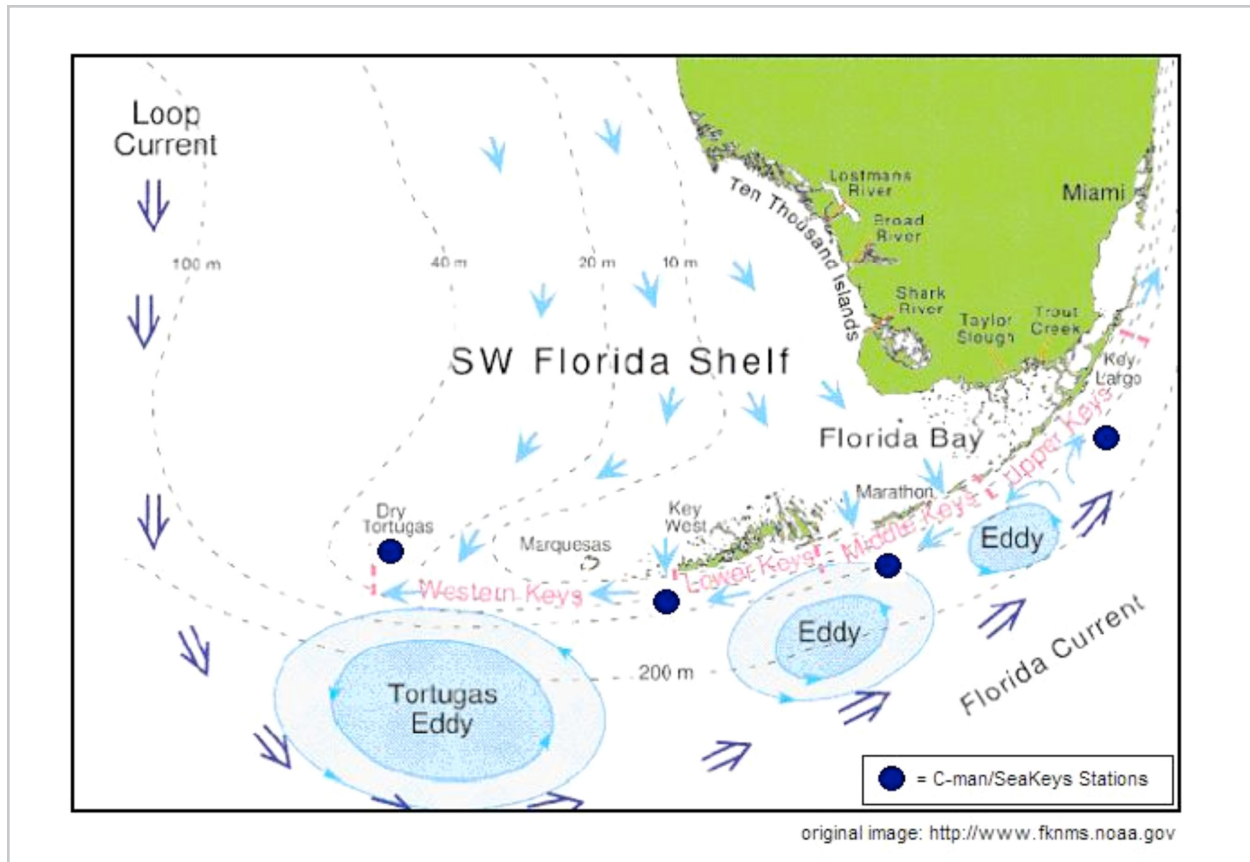 Loop
Current
Lostmans
River
Ten Thousand Islands
Miami
Broad
River
100 m
40 m
20 m
10 m
Shark
River
Taylor
Slough
Trout
Creek
SW Florida Shelf
Key
Largo
Florida Bay
Upper Keys
Dry
Tortugas
Key
West
Marathon
Marquesas
Middle Keys
Eddy
Western Keys
Lower Keys
Eddy
200 m
Florida Current
Tortugas
Eddy
= C-man/SeaKeys Stations
original image: http://www.fknms.noaa.gov